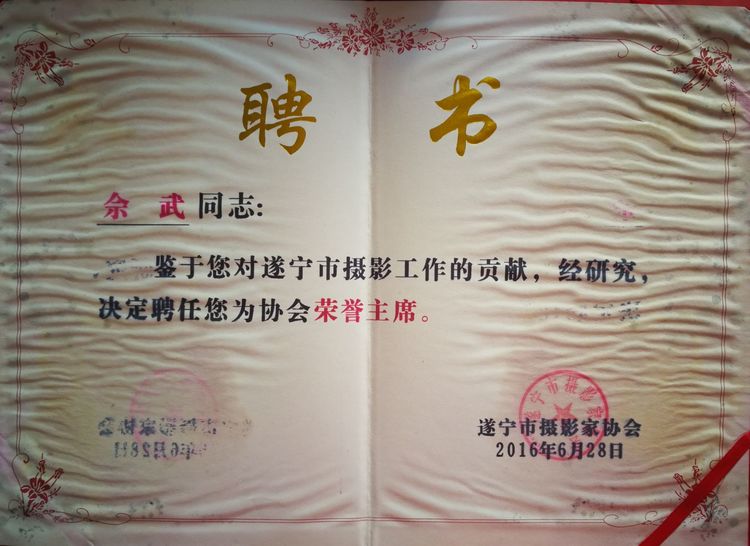 聘 书
佘 武 同志:
鉴于您对遂宁市摄影工作的贡献，经研究，
决定聘任您为协会荣誉主席。
遂宁市摄影家协会
2016年6月28日